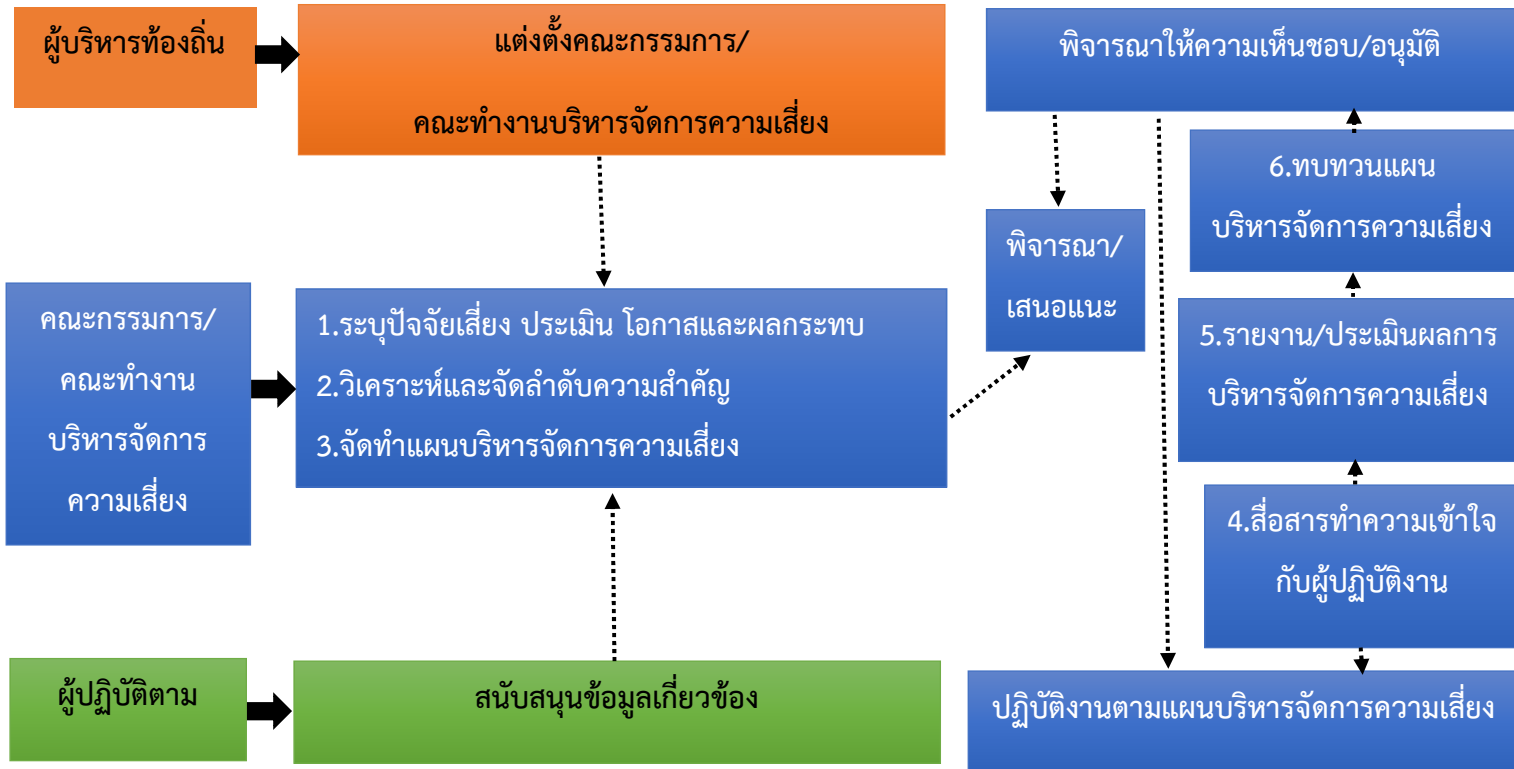 ผู้บริหารท้องถิ่น
แต่งตั้งคณะกรรมการ/
คณะทำงานบริหารจัดการความเสี่ยง
พิจารณาให้ความเห็นชอบ/อนุมัติ
6.ทบทวนแผน
บริหารจัดการความเสี่ยง
พิจารณา/
เสนอแนะ
คณะกรรมการ/
คณะทำงาน
บริหารจัดการ
ความเสี่ยง
1.ระบุปัจจัยเสี่ยง ประเมิน โอกาสและผลกระทบ
2.วิเคราะห์และจัดลำดับความสำคัญ
3.จัดทำแผนบริหารจัดการความเสี่ยง
5.รายงาน/ประเมินผลการ
บริหารจัดการความเสี่ยง
4.สื่อสารทำความเข้าใจ
กับผู้ปฏิบัติงาน
ผู้ปฏิบัติตาม
สนับสนุนข้อมูลเกี่ยวข้อง
ปฏิบัติงานตามแผนบริหารจัดการความเสี่ยง